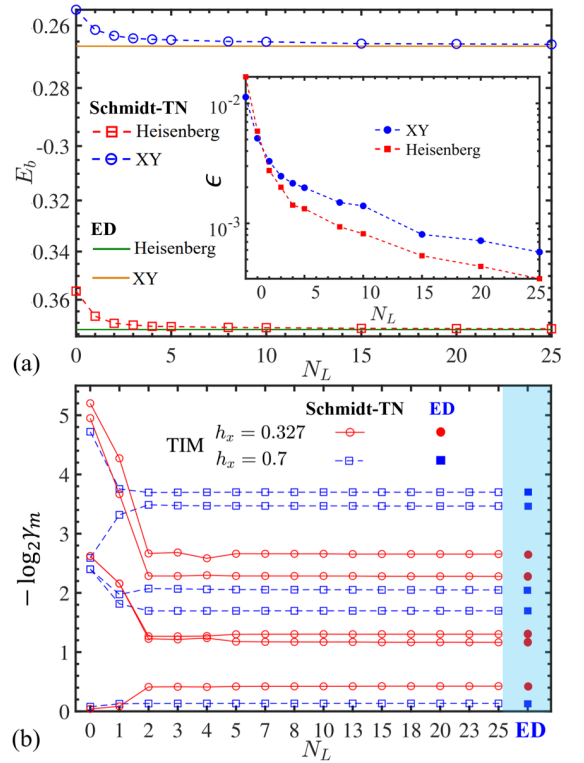 0.26
0.28
-0.3
0.32
0.34
0.36
E_b
Schmidt-TN
Heisenberg
XY
ED
Heisenberg
XY
10^-2
10^-3
ϵ
XY
Heisenberg
0 5 10 15 20 25
N_L
0 5 10 15 20 25
N_L
(a)
Schmidt-TN ED
TIM h_x = 0.327
h_x = 0.7
5
4
3
2
1
0
−log_2γ_m
0 1 2 3 4 5 7 8 10 10 13 15 18 20 23 25 ED
N_L
(b)